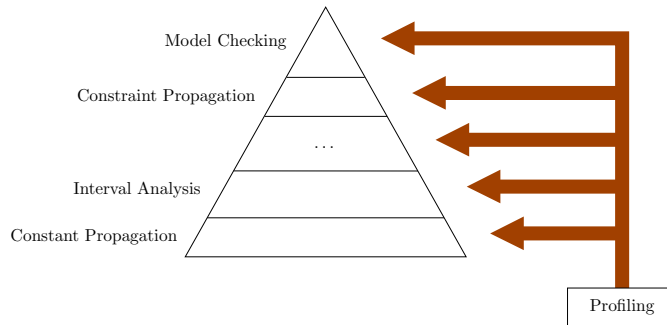 Model Checking
Constraint Propagation
...
Interval Analysis
Constant Propagation
Profiling